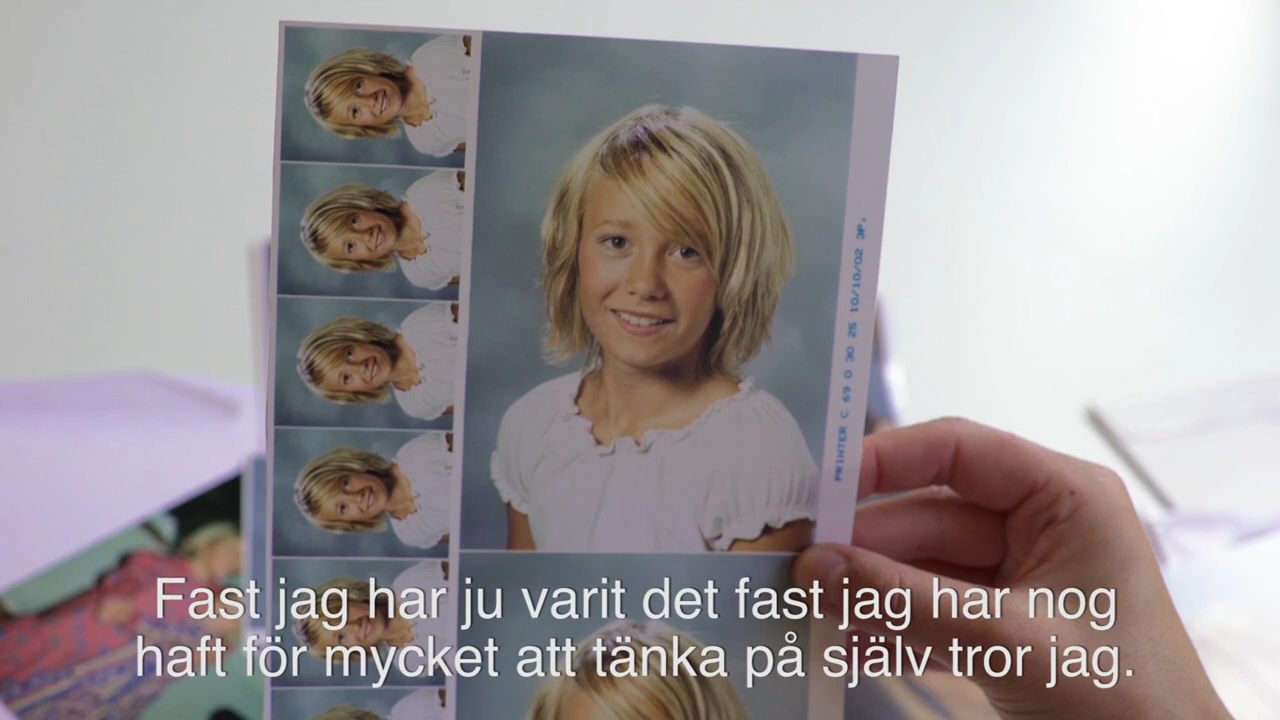 PRINTER C 69 0 30 25 10/10/02 3P,
Fast jag har ju varit det fast jag har nog
haft för mycket att tänka på själv tror jag.